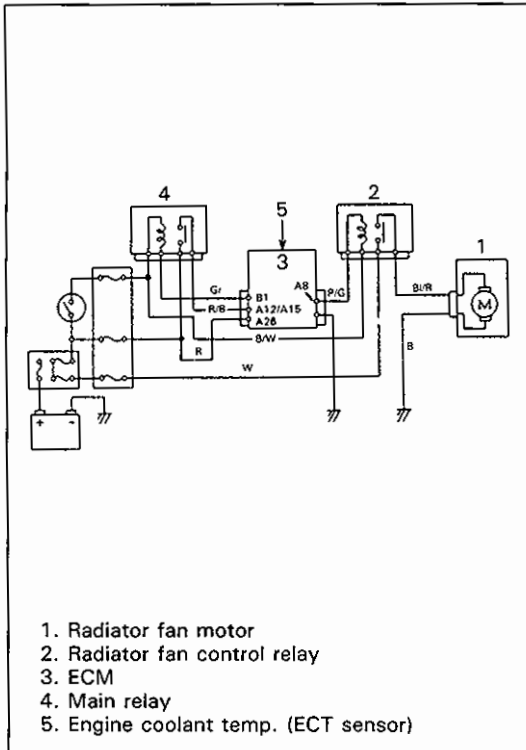 4
5
2
1
3
A8
P/G
Bl/R
M
Gr
B1
R/B
A12/A15
A26
B/W
R
B
W
+ -
1. Radiator fan motor
2. Radiator fan control relay
3. ECM
4. Main relay
5. Engine coolant temp. (ECT sensor)